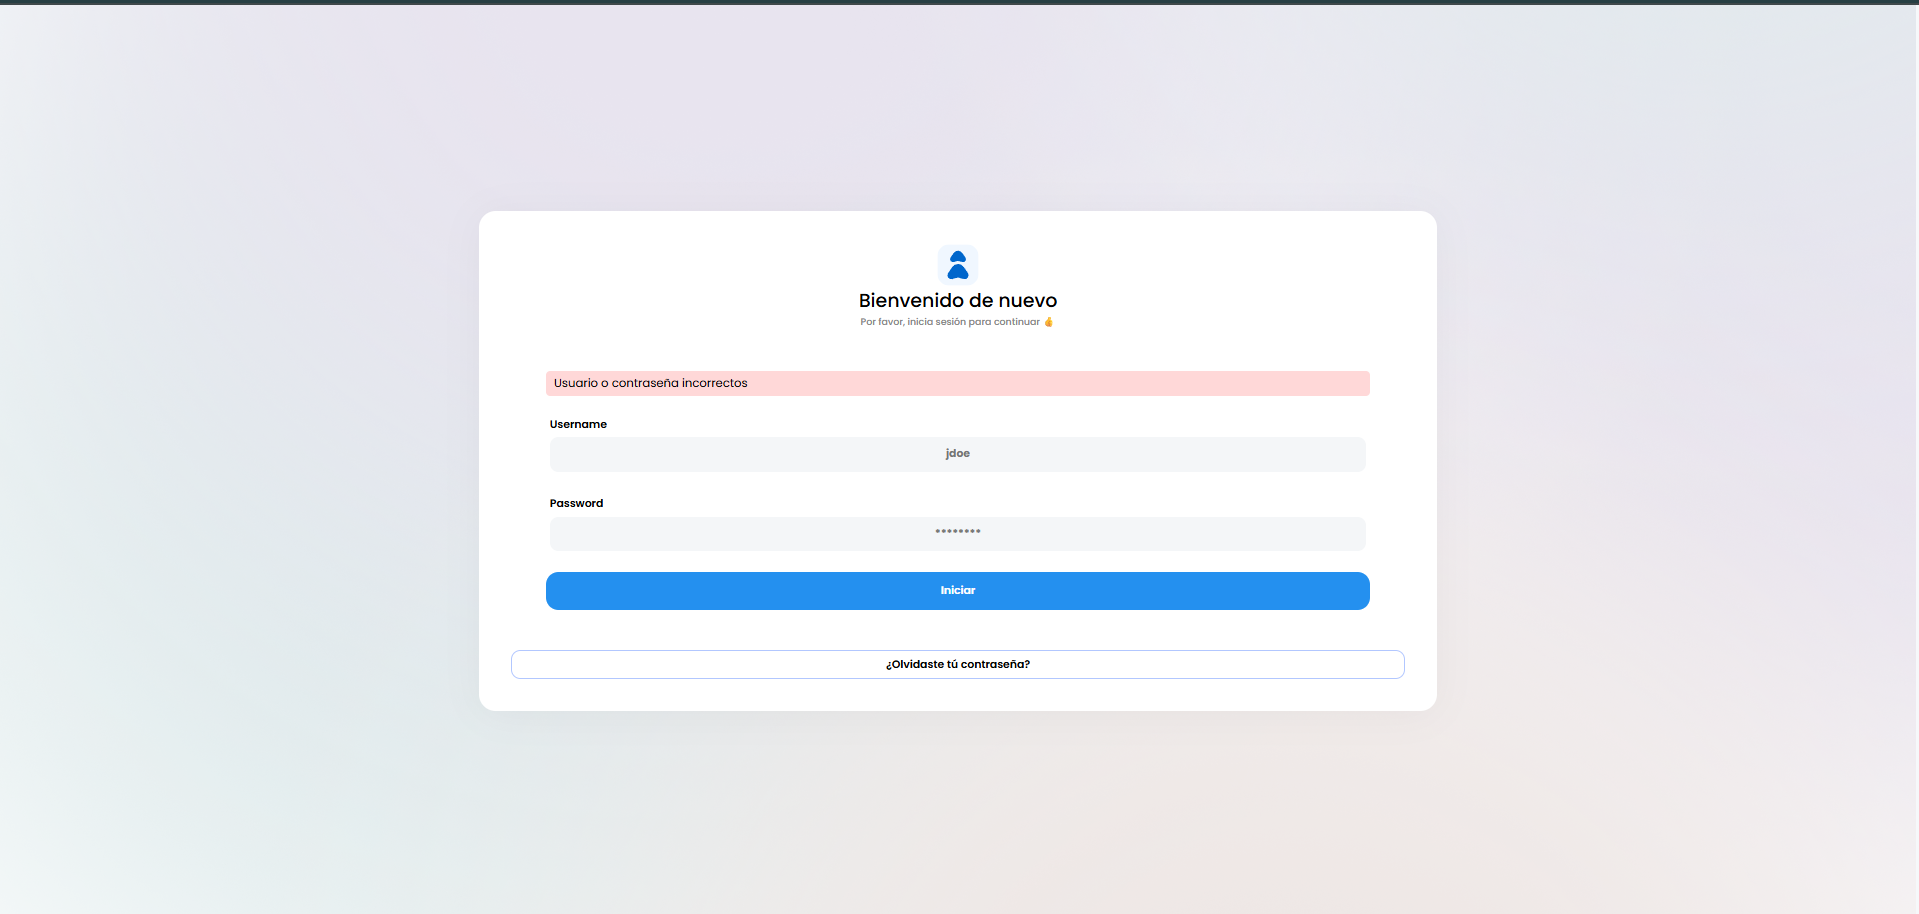 Bienvenido de nuevo
Por favor, inicia sesión para continuar 👍
Usuario o contraseña incorrectos
Username
jdoe
Password
********
Iniciar
¿Olvidaste tú contraseña?